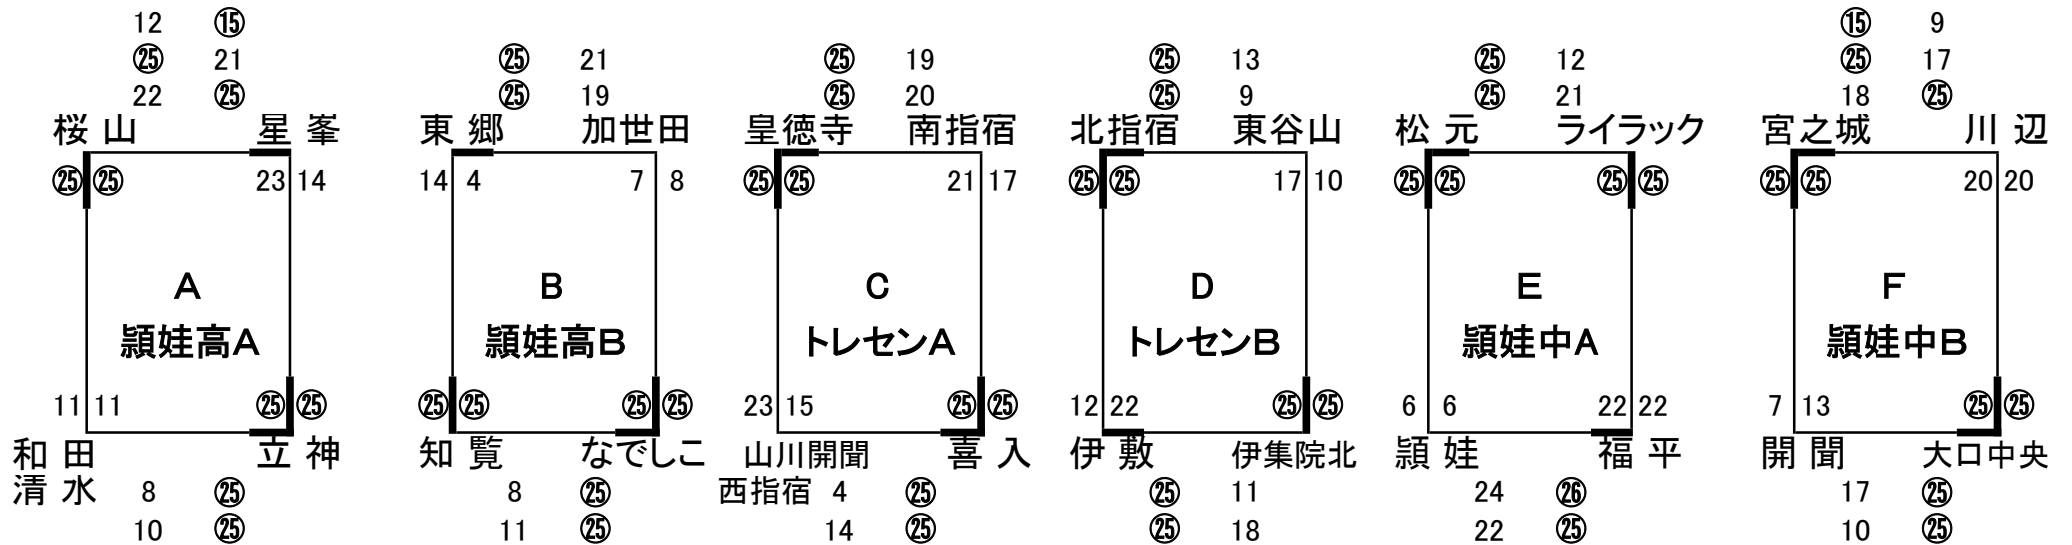 12 ⑮ ⑮ 9
㉕ 21 ㉕ 21 ㉕ 19 ㉕ 13 ㉕ 12 ㉕ 17
22 ㉕ ㉕ 19 ㉕ 20 ㉕ 9 ㉕ 21 18 ㉕
桜山 星峯 東郷 加世田 皇徳寺 南指宿 北指宿 東谷山 松元 ライラック 宮之城 川辺
㉕ ㉕ 23 14 14 4 7 8 ㉕ ㉕ 21 17 ㉕ ㉕ 17 10 ㉕ ㉕ ㉕ ㉕ ㉕ ㉕ 20 20
A B C D E F
頴娃高A 頴娃高B トレセンA トレセンB 頴娃中A 頴娃中B
11 11 ㉕ ㉕ ㉕ ㉕ ㉕ ㉕ 23 15 ㉕ ㉕ 12 22 ㉕ ㉕ 6 6 22 22 7 13 ㉕ ㉕
和田 立神 知覧 なでしこ 山川開聞 喜入 伊敷 伊集院北 頴娃 福平 開聞 大口中央
清水 8 ㉕ 8 ㉕ 西指宿 4 ㉕ ㉕ 11 24 ㉖ 17 ㉕
10 ㉕ 11 ㉕ 14 ㉕ ㉕ 18 22 ㉕ 10 ㉕